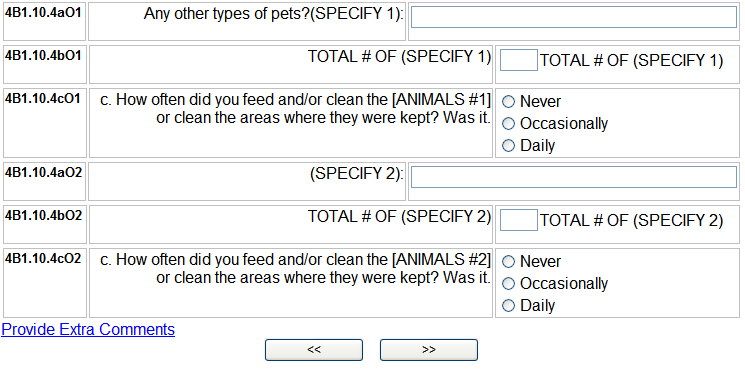 4B1.10.4aO1 Any other types of pets?(SPECIFY 1):
4B1.10.4bO1 TOTAL # OF (SPECIFY 1) TOTAL # OF (SPECIFY 1)
4B1.10.4cO1 c. How often did you feed and/or clean the [ANIMALS #1] Never
or clean the areas where they were kept? Was it. Occasionally
Daily
4B1.10.4aO2 (SPECIFY 2):
4B1.10.4bO2 TOTAL # OF (SPECIFY 2) TOTAL # OF (SPECIFY 2)
4B1.10.4cO2 c. How often did you feed and/or clean the [ANIMALS #2] Never
or clean the areas where they were kept? Was it. Occasionally
Daily
Provide Extra Comments
<< >>